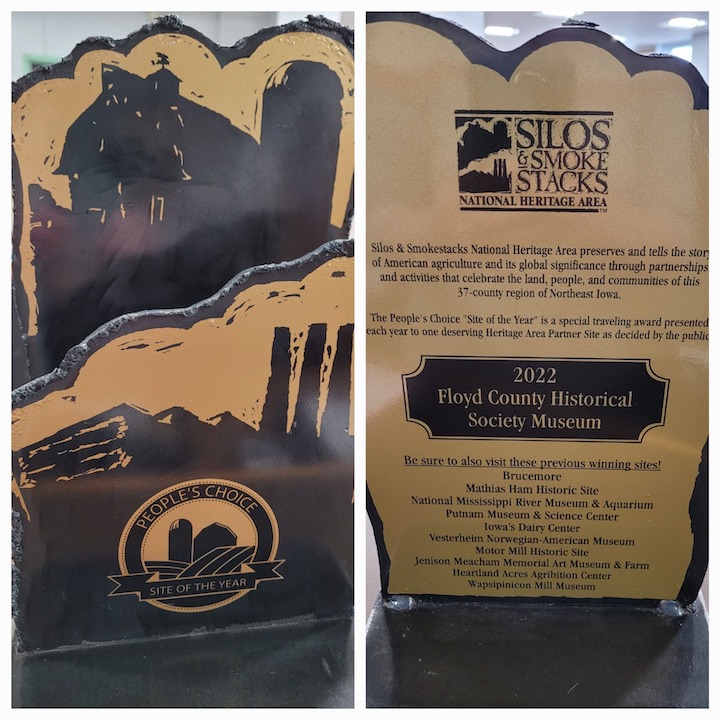 PEOPLE'S CHOICE
SITE OF THE YEAR
SILOS
& SMOKE
STACKS
NATIONAL HERITAGE AREA
TM
Silos & Smokestacks National Heritage Area preserves and tells the story
of American agriculture and its global significance through partnerships
and activities that celebrate the land, people, and communities of this
37-county region of Northeast Iowa.
The People's Choice "Site of the Year" is a special traveling award presented
each year to one deserving Heritage Area Partner Site as decided by the public
2022
Floyd County Historical
Society Museum
Be sure to also visit these previous winning sites!
Brucemore
Mathias Ham Historic Site
National Mississippi River Museum & Aquarium
Putnam Museum & Science Center
Iowa's Dairy Center
Vesterheim Norwegian-American Museum
Motor Mill Historic Site
Jenison Meacham Memorial Art Museum & Farm
Heartland Acres Agribition Center
Wapsipinicon Mill Museum